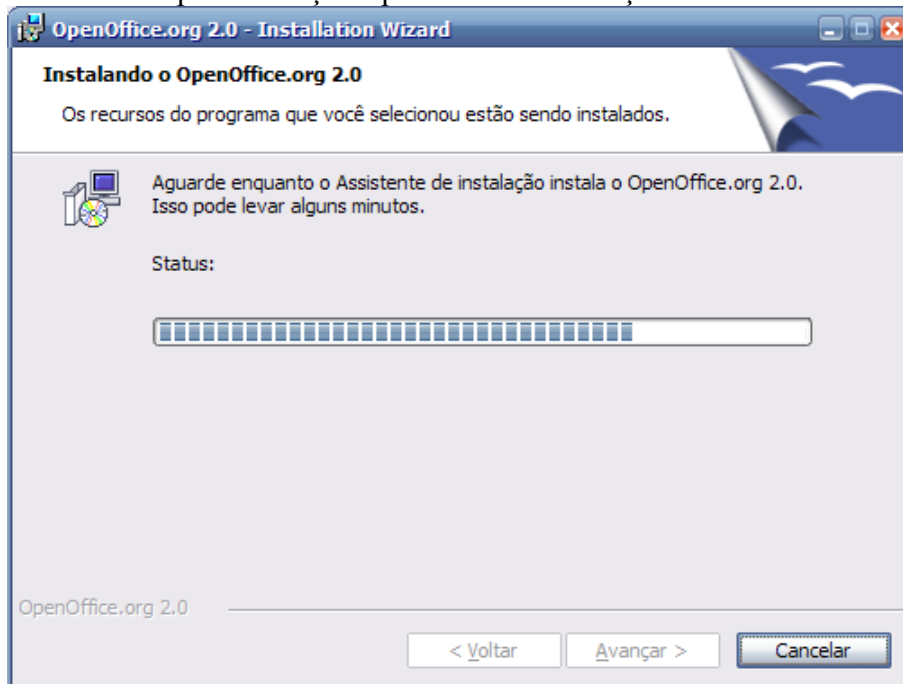 OpenOffice.org 2.0 - Installation Wizard
Instalando o OpenOffice.org 2.0
Os recursos do programa que você selecionou estão sendo instalados.
Aguarde enquanto o Assistente de instalação instala o OpenOffice.org 2.0.
Isso pode levar alguns minutos.
Status:
OpenOffice.org 2.0
< Voltar
Avançar >
Cancelar